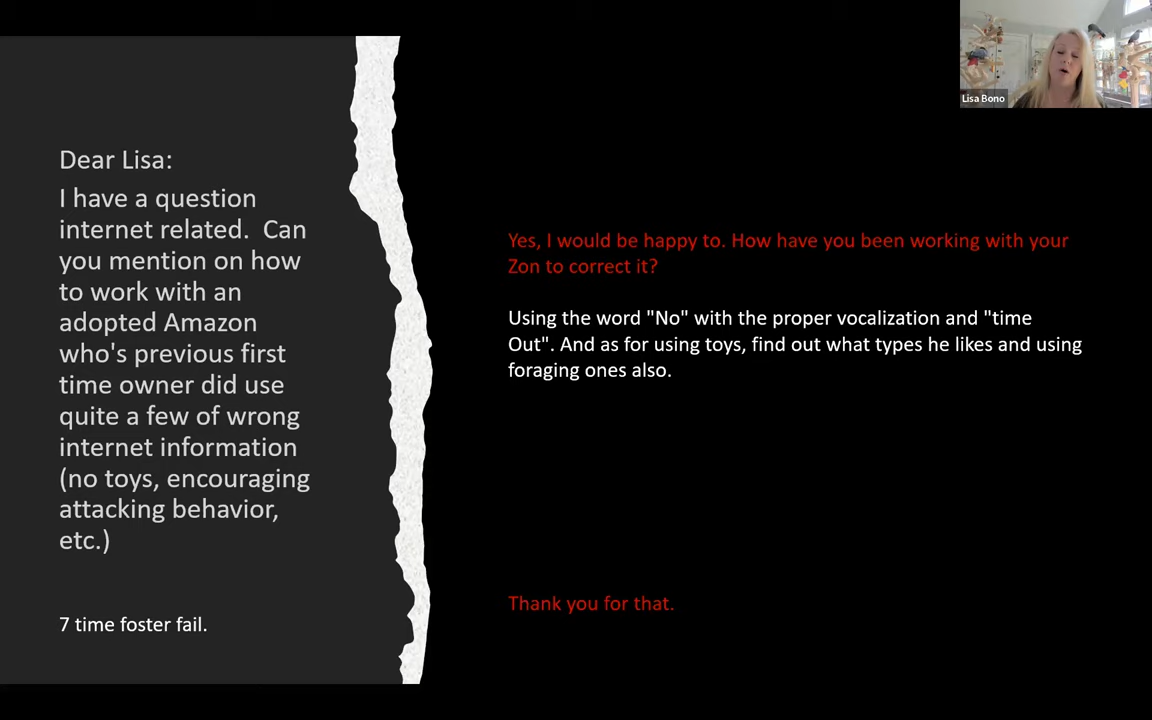 Lisa Bono
Dear Lisa:
I have a question
internet related.  Can
you mention on how
to work with an
adopted Amazon
who's previous first
time owner did use
quite a few of wrong
internet information
(no toys, encouraging
attacking behavior,
etc.)
7 time foster fail.
Yes, I would be happy to. How have you been working with your
Zon to correct it?
Using the word "No" with the proper vocalization and "time
Out". And as for using toys, find out what types he likes and using
foraging ones also.
Thank you for that.